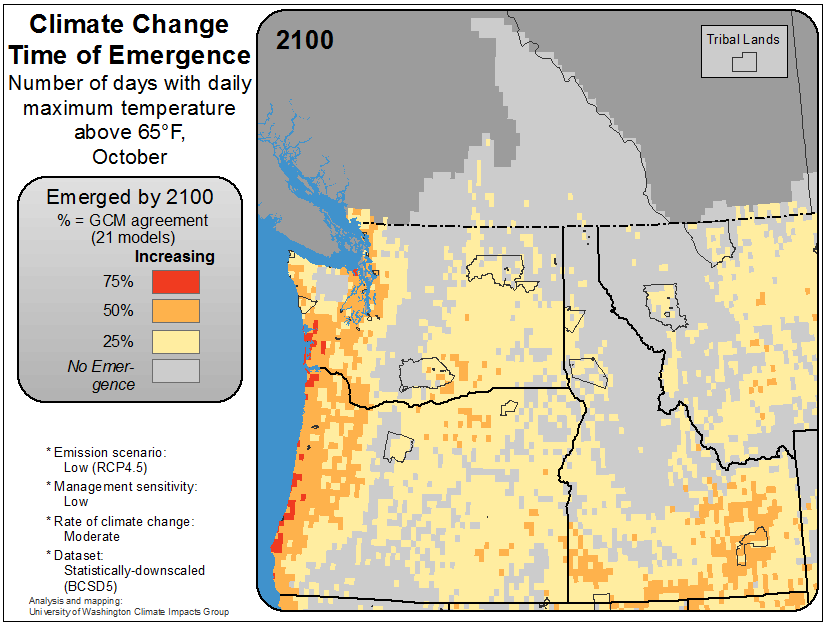 Climate Change
Time of Emergence
Number of days with daily
maximum temperature
above 65°F,
October
2100
Tribal Lands
Emerged by 2100
% = GCM agreement
(21 models)
Increasing
75%
50%
25%
No Emer-
gence
* Emission scenario:
Low (RCP4.5)
* Management sensitivity:
Low
* Rate of climate change:
Moderate
* Dataset:
Statistically-downscaled
(BCSD5)
Analysis and mapping:
University of Washington Climate Impacts Group